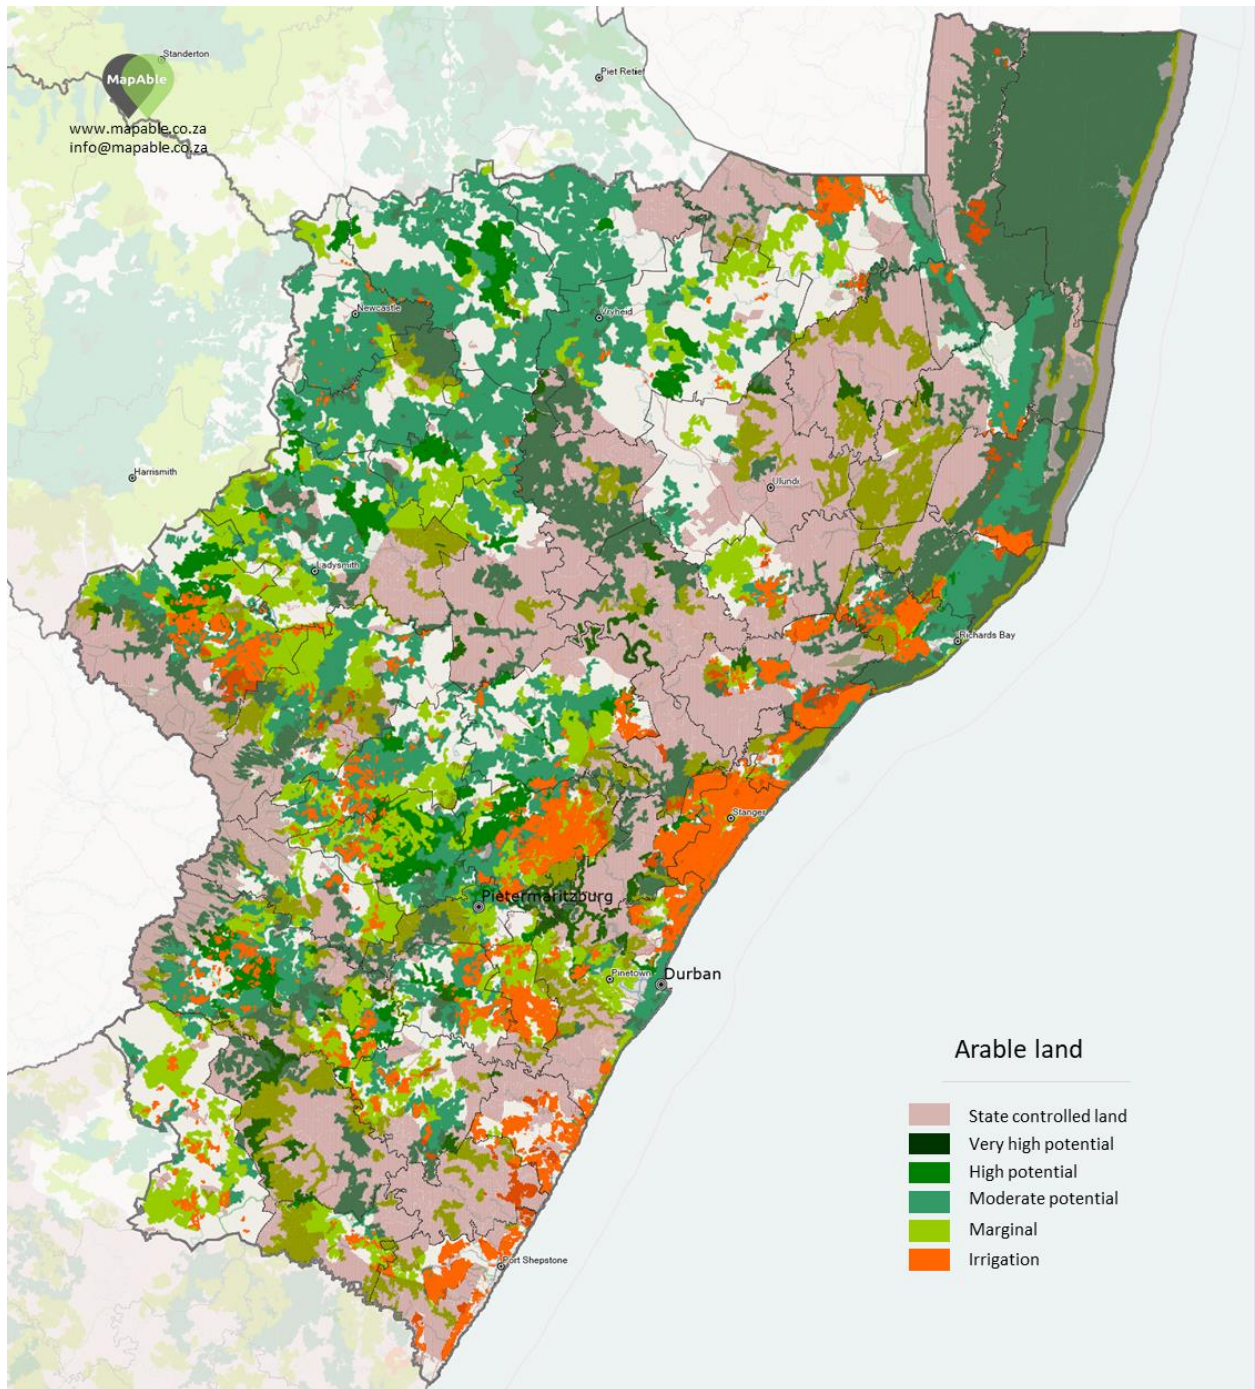 Standerton
MapAble
Piet Retief
www.mapable.co.za
info@mapable.co.za
Newcastle
Vryheid
Harrismith
Ulundi
Ladysmith
Richards Bay
Stanger
Pietermaritzburg
Pinetown
Durban
Arable land
State controlled land
Very high potential
High potential
Moderate potential
Marginal
Irrigation
Port Shepstone